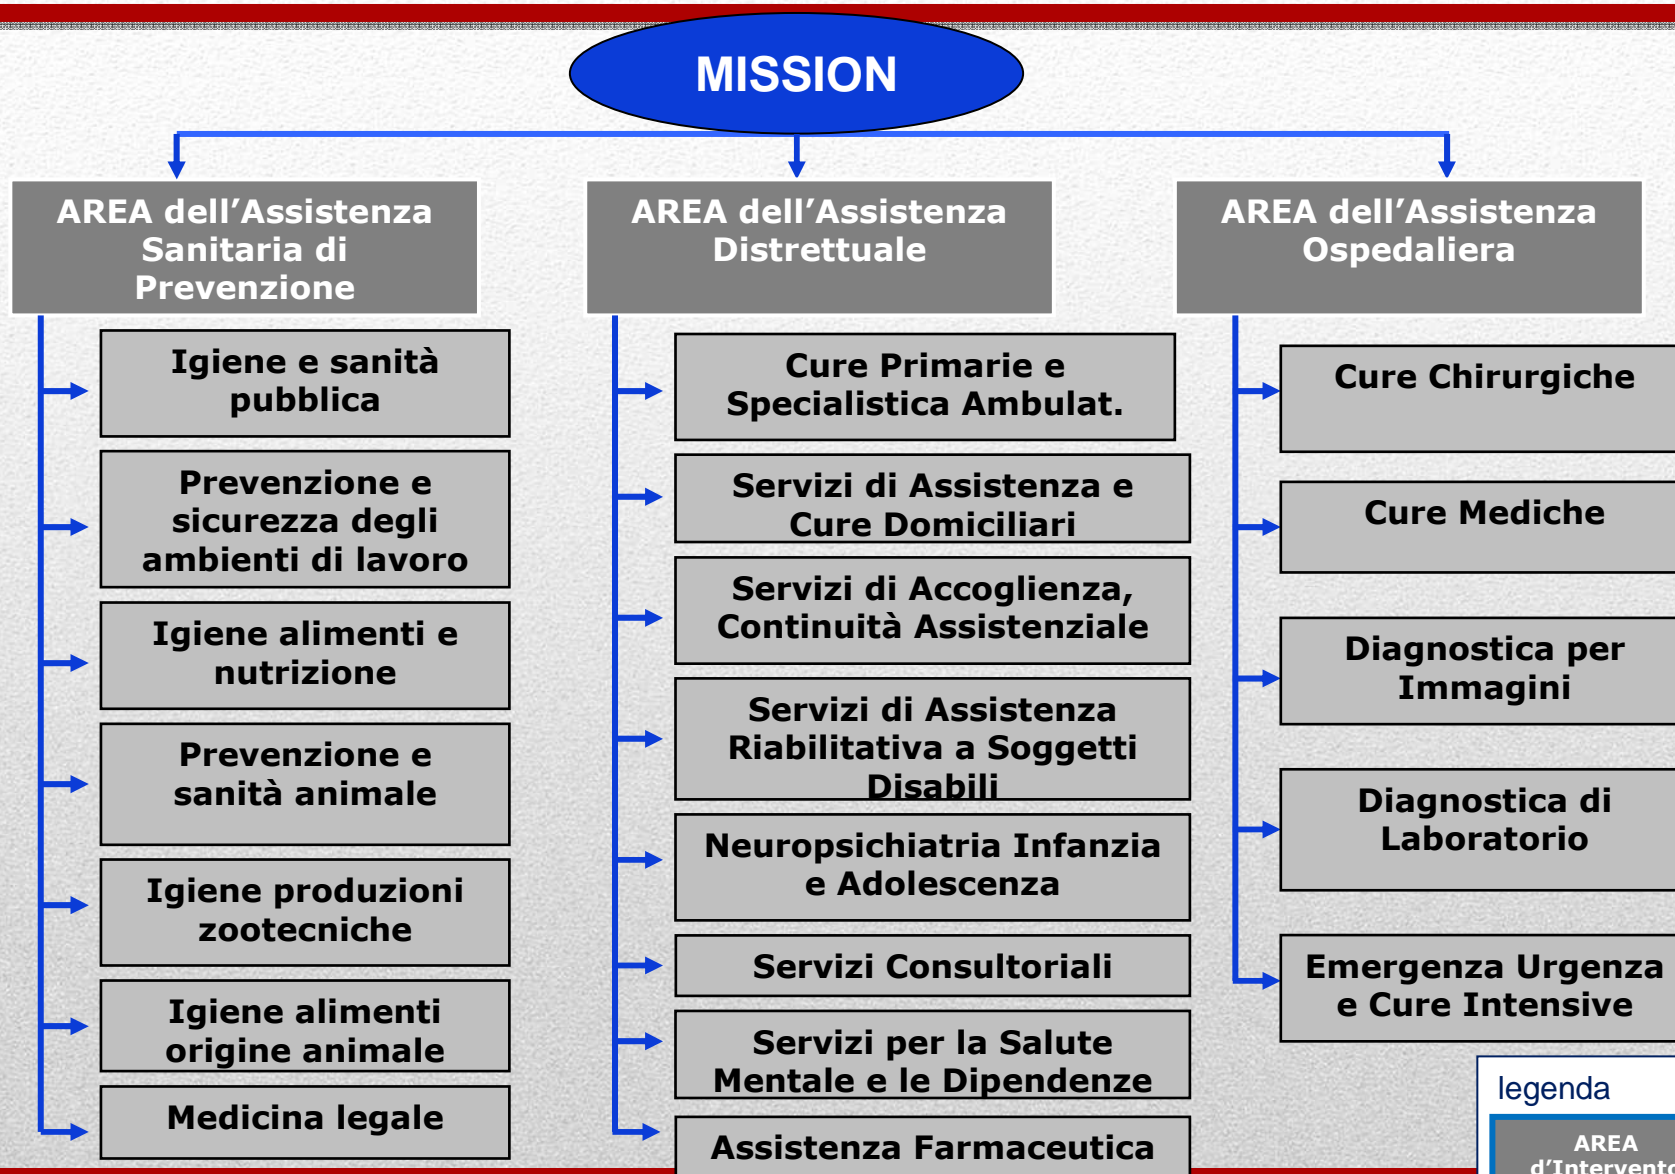 MISSION
AREA dell’Assistenza
Sanitaria di
Prevenzione
Igiene e sanità
pubblica
Prevenzione e
sicurezza degli
ambienti di lavoro
Igiene alimenti e
nutrizione
Prevenzione e
sanità animale
Igiene produzioni
zootecniche
Igiene alimenti
origine animale
Medicina legale
AREA dell’Assistenza
Distrettuale
Cure Primarie e
Specialistica Ambulat.
Servizi di Assistenza e
Cure Domiciliari
Servizi di Accoglienza,
Continuità Assistenziale
Servizi di Assistenza
Riabilitativa a Soggetti
Disabili
Neuropsichiatria Infanzia
e Adolescenza
Servizi Consultoriali
Servizi per la Salute
Mentale e le Dipendenze
Assistenza Farmaceutica
AREA dell’Assistenza
Ospedaliera
Cure Chirurgiche
Cure Mediche
Diagnostica per
Immagini
Diagnostica di
Laboratorio
Emergenza Urgenza
e Cure Intensive
legenda
AREA
d’Intervento